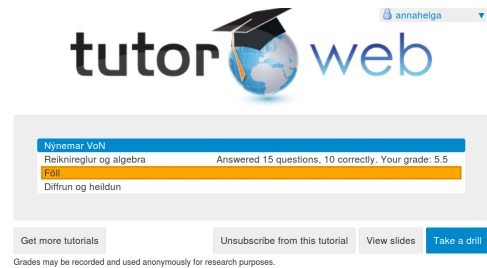 annahelga ▼
tutor web
Nýnemar VoN
Reiknireglur og algebra Answered 15 questions, 10 correctly. Your grade: 5.5
Föll
Diffrun og heildun
Get more tutorials Unsubscribe from this tutorial View slides Take a drill
Grades may be recorded and used anonymously for research purposes.